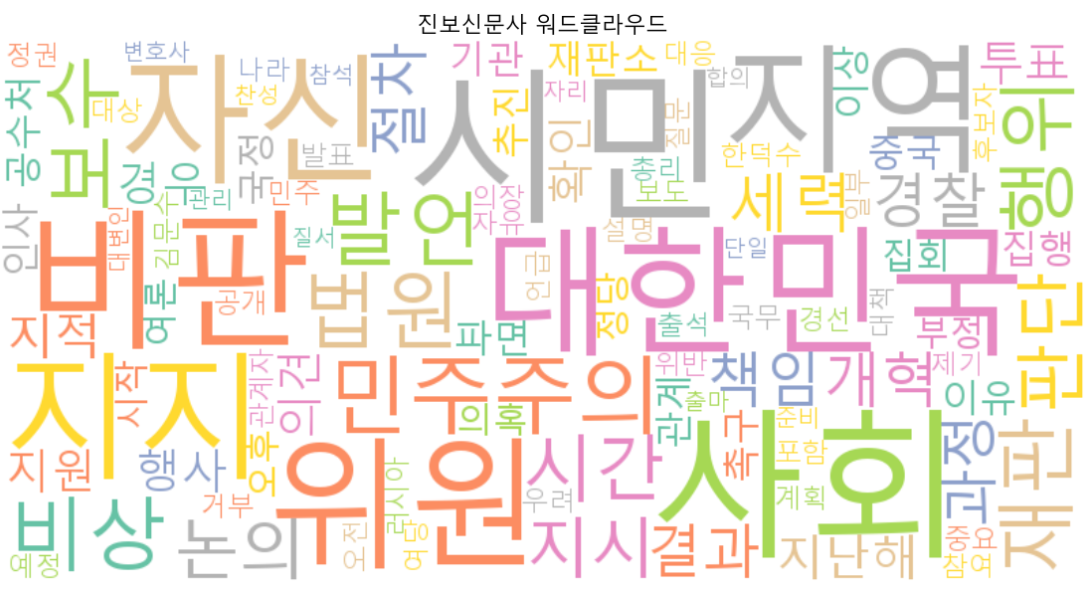 진보신문사 워드클라우드
정권
변호사
나라
참석
찬성
대상
자신
절차
기관
재판소
대응
합의
자리
질문
추진
확인
시민
지지
이상
요
투표
후보자
행위
공수처
보수
경우
관리
국정
발표
민주
의장
자유
총리
보도
설명
한덕수
세력
일부
중국
경찰
집회
집행
인사
대변인
김문수
질서
발언
비판
여론
공개
법원
언급
대한민국
단일
정당
출석
국무
경선
대책
부정
판단
지적
파면
시작
관계자
의견
민주주의
의혹
위반
관계
출마
책임
준비
개혁
제기
이유
지원
행사
오후
거부
위원
러시아
시간
우려
촉구
포함
계획
사회
과정
재판
비상
예정
논의
오전
여당
지시
결과
지난해
중요
참여